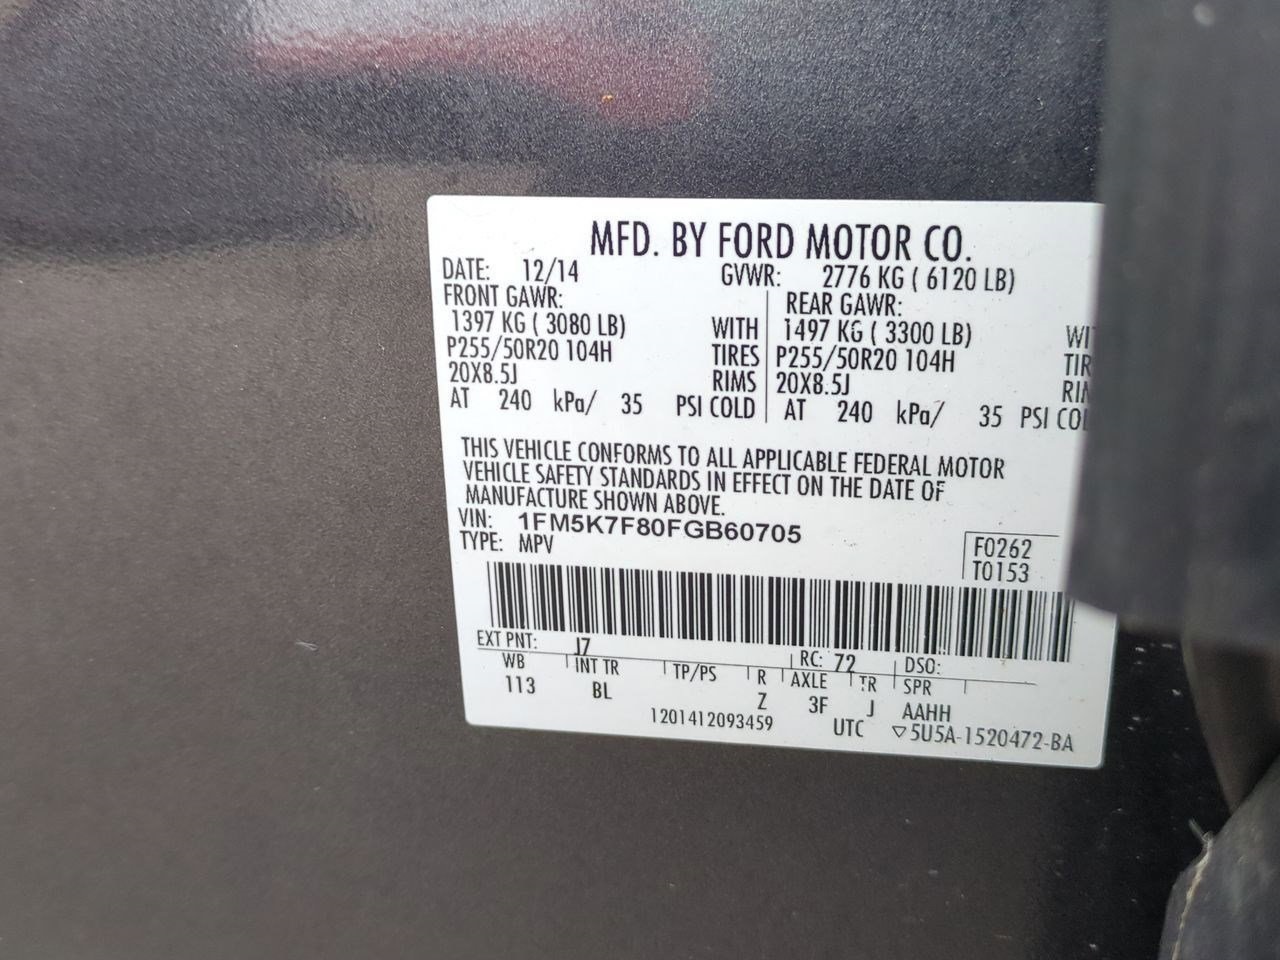 MFD. BY FORD MOTOR CO.
DATE: 12/14 GVWR: 2776 KG ( 6120 LB)
FRONT GAWR: REAR GAWR:
1397 KG ( 3080 LB) WITH 1497 KG ( 3300 LB) WI
P255/50R20 104H TIRES P255/50R20 104H TIR
20X8.5J RIMS 20X8.5J RIM
AT 240 kPa/ 35 PSI COLD AT 240 kPa/ 35 PSI COL
THIS VEHICLE CONFORMS TO ALL APPLICABLE FEDERAL MOTOR
VEHICLE SAFETY STANDARDS IN EFFECT ON THE DATE OF
MANUFACTURE SHOWN ABOVE.
VIN: 1FM5K7F80FGB60705
TYPE: MPV
F0262
T0153
EXT PNT: J7 RC: 72 DSO:
WB INT TR TP/PS R AXLE TR SPR
113 BL Z 3F J AAHH
1201412093459 UTC ▽5U5A-1520472-BA